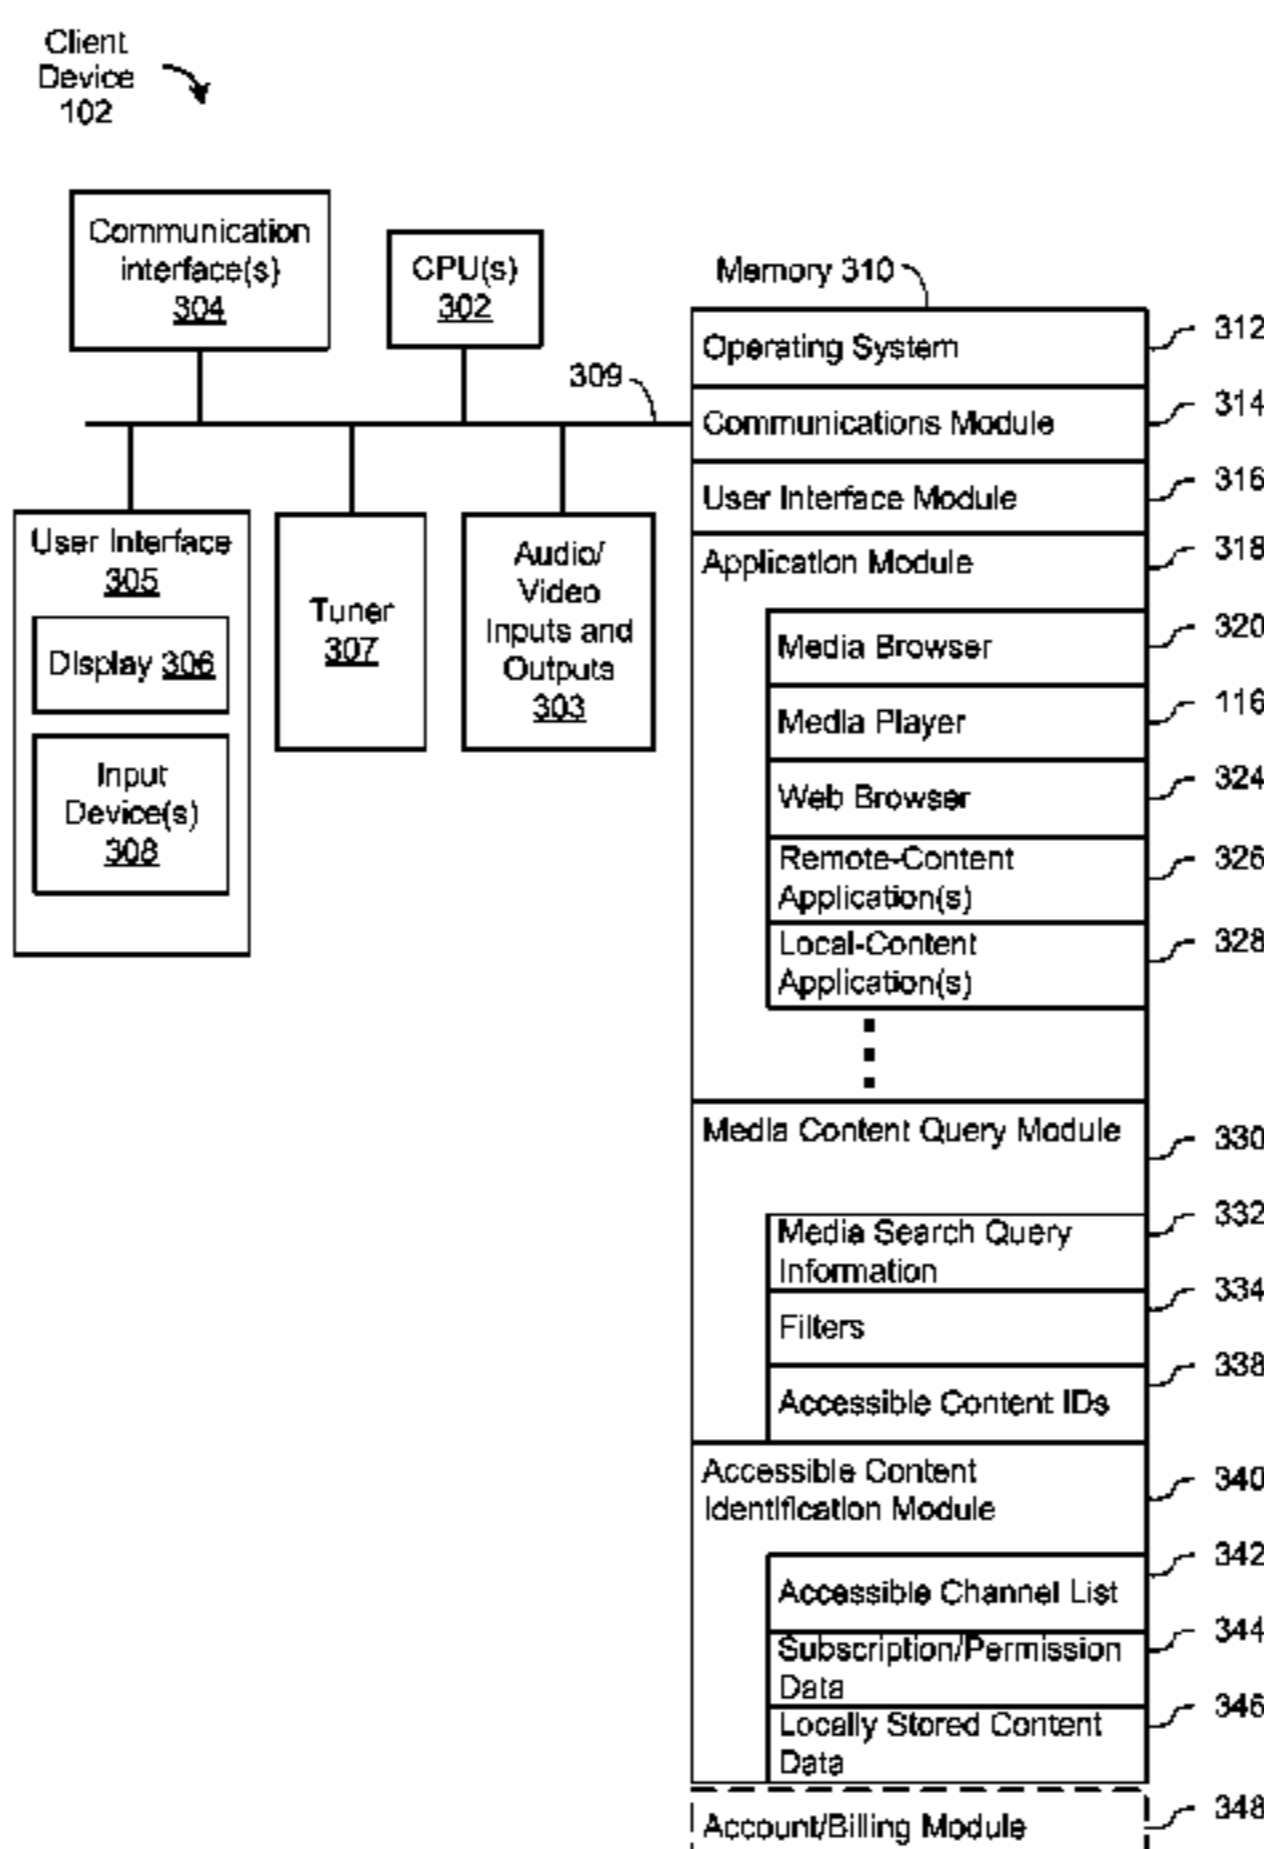 Client
Device
102
Communication
interface(s)
304
CPU(s)
302
Memory 310
309
Operating System
312
Communications Module
314
User Interface Module
316
Application Module
318
User Interface
305
Display 306
Input
Device(s)
308
Tuner
307
Audio/
Video
Inputs and
Outputs
303
Media Browser
320
Media Player
116
Web Browser
324
Remote-Content
Application(s)
326
Local-Content
Application(s)
328
Media Content Query Module
330
Media Search Query
Information
332
Filters
334
Accessible Content IDs
338
Accessible Content
Identification Module
340
Accessible Channel List
342
Subscription/Permission
Data
344
Locally Stored Content
Data
346
Account/Billing Module
348